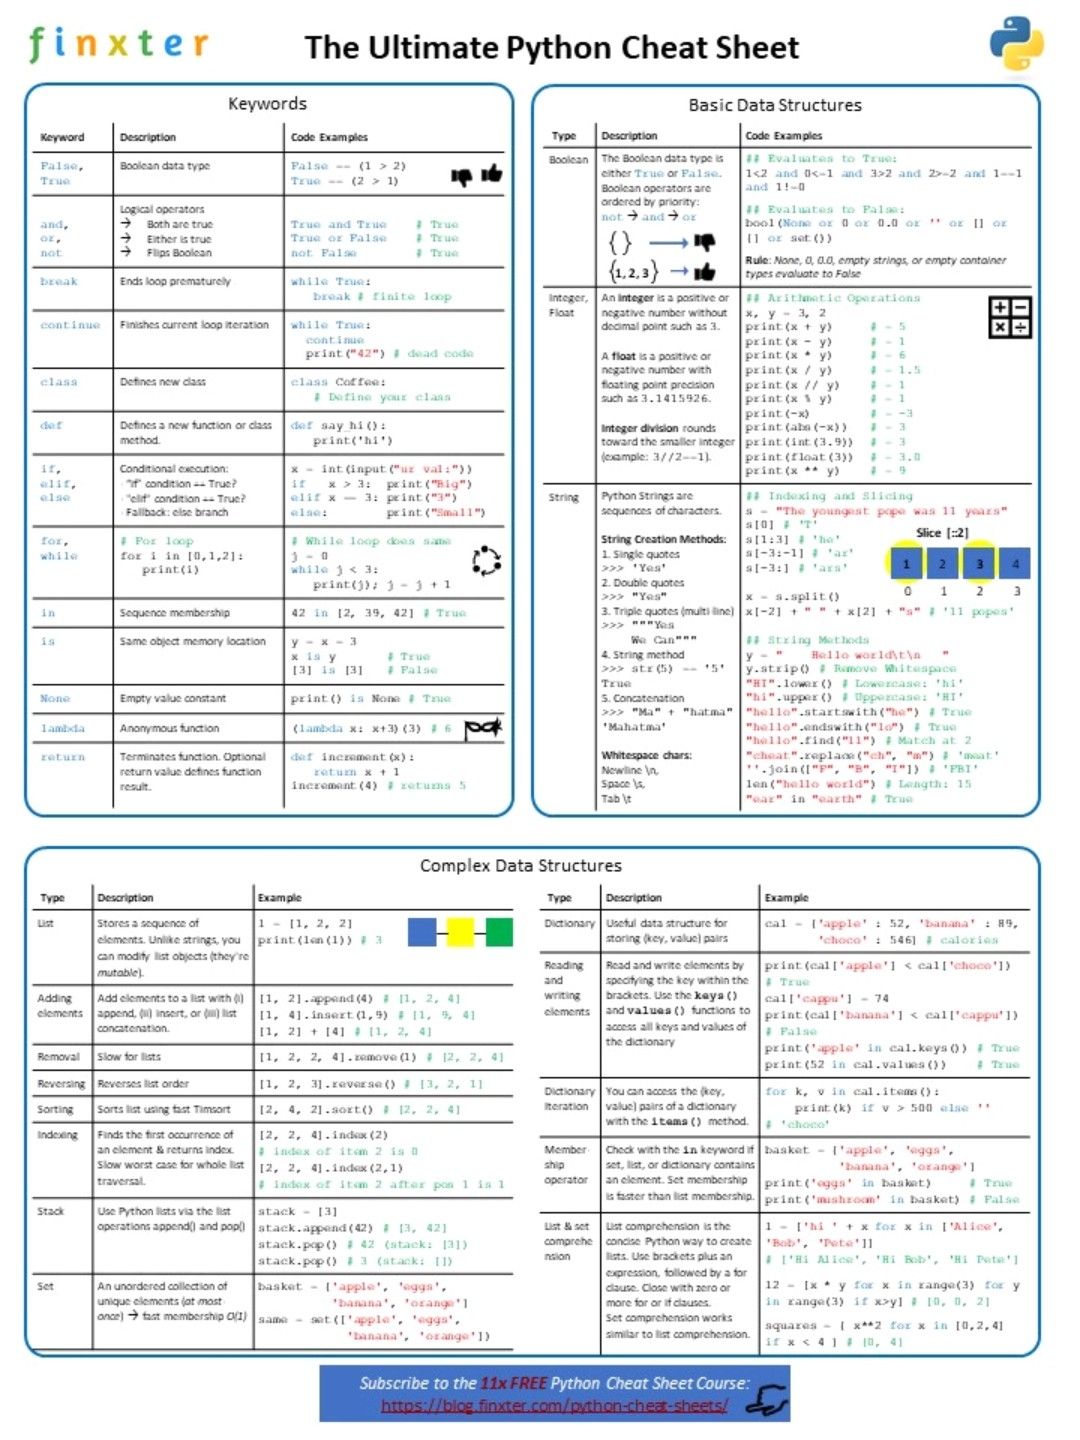 finxter
The Ultimate Python Cheat Sheet
Keywords
Keyword Description Code Examples
False,
True
Boolean data type
False == (1 > 2)
True == (2 > 1)
and,
or,
not
Logical operators
→ Both are true
→ Either is true
→ Flips Boolean
True and True # True
True or False # True
not False # True
break
Ends loop prematurely
while True:
break # finite loop
continue
Finishes current loop iteration
while True:
continue
print("42") # dead code
class
Defines new class
class Coffee:
# Define your class
def
Defines a new function or class
method.
def say_hi():
print('hi')
if,
elif,
else
Conditional execution:
- "if" condition == True?
- "elif" condition == True?
- Fallback: else branch
x = int(input("ur val:"))
if x > 3: print("Big")
elif x == 3: print("3")
else: print("Small")
for,
while
# For loop
for i in [0,1,2]:
print(i)
# While loop does same
j = 0
while j < 3:
print(j); j = j + 1
in
Sequence membership
42 in [2, 39, 42] # True
is
Same object memory location
y = x = 3
x is y # True
[3] is [3] # False
None
Empty value constant
print() is None # True
lambda
Anonymous function
(lambda x: x+3)(3) # 6
return
Terminates function. Optional
return value defines function
result.
def increment(x):
return x + 1
increment(4) # returns 5
Basic Data Structures
Type Description Code Examples
Boolean
The Boolean data type is
either True or False.
Boolean operators are
ordered by priority:
not → and → or
{}
{1, 2, 3}
## Evaluates to True:
1<2 and 0<=1 and 3>2 and 2>=2 and 1==1
and 1!=0
## Evaluates to False:
bool(None or 0 or 0.0 or '' or [] or
{} or set())
Rule: None, 0, 0.0, empty strings, or empty container
types evaluate to False
Integer,
Float
An integer is a positive or
negative number without
decimal point such as 3.
A float is a positive or
negative number with
floating point precision
such as 3.1415926.
Integer division rounds
toward the smaller integer
(example: 3//2==1).
## Arithmetic Operations
x, y = 3, 2
print(x + y) # = 5
print(x - y) # = 1
print(x * y) # = 6
print(x / y) # = 1.5
print(x // y) # = 1
print(x % y) # = 1
print(-x) # = -3
print(abs(-x)) # = 3
print(int(3.9)) # = 3
print(float(3)) # = 3.0
print(x ** y) # = 9
String
Python Strings are
sequences of characters.
String Creation Methods:
1. Single quotes
>>> 'Yes'
2. Double quotes
>>> "Yes"
3. Triple quotes (multi-line)
>>> """Yes
We Can"""
4. String method
>>> str(5) == '5'
True
5. Concatenation
>>> "Ma" + "hatma"
'Mahatma'
Whitespace chars:
Newline \n,
Space \s,
Tab \t
## Indexing and Slicing
s = "The youngest pope was 11 years"
s[0] # 'T'
s[1:3] # 'he'
s[-3:-1] # 'ar'
s[-3:] # 'ars'
Slice [::2]
1 2 3 4
0 1 2 3
x = s.split()
x[-2] + " " + x[2] + "s" # '11 popes'
## String Methods
y = " Hello world\t\n "
y.strip() # Remove Whitespace
"HI".lower() # Lowercase: 'hi'
"hi".upper() # Uppercase: 'HI'
"hello".startswith("he") # True
"hello".endswith("lo") # True
"hello".find("ll") # Match at 2
"cheat".replace("ch", "m") # 'meat'
''.join(["F", "B", "I"]) # 'FBI'
len("hello world") # Length: 15
"ear" in "earth" # True
Complex Data Structures
Type Description Example
List
Stores a sequence of
elements. Unlike strings, you
can modify list objects (they're
mutable).
l = [1, 2, 2]
print(len(l)) # 3
Adding
elements
Add elements to a list with (i)
append, (ii) insert, or (iii) list
concatenation.
[1, 2].append(4) # [1, 2, 4]
[1, 4].insert(1,9) # [1, 9, 4]
[1, 2] + [4] # [1, 2, 4]
Removal
Slow for lists
[1, 2, 2, 4].remove(1) # [2, 2, 4]
Reversing
Reverses list order
[1, 2, 3].reverse() # [3, 2, 1]
Sorting
Sorts list using fast Timsort
[2, 4, 2].sort() # [2, 2, 4]
Indexing
Finds the first occurrence of
an element & returns index.
Slow worst case for whole list
traversal.
[2, 2, 4].index(2)
# index of item 2 is 0
[2, 2, 4].index(2,1)
# index of item 2 after pos 1 is 1
Stack
Use Python lists via the list
operations append() and pop()
stack = [3]
stack.append(42) # [3, 42]
stack.pop() # 42 (stack: [3])
stack.pop() # 3 (stack: [])
Set
An unordered collection of
unique elements (at most
once) → fast membership O(1)
basket = ['apple', 'eggs',
'banana', 'orange']
same = set(['apple', 'eggs',
'banana', 'orange'])
Type Description Example
Dictionary
Useful data structure for
storing (key, value) pairs
cal = {'apple' : 52, 'banana' : 89,
'choco' : 546} # calories
Reading
and
writing
elements
Read and write elements by
specifying the key within the
brackets. Use the keys()
and values() functions to
access all keys and values of
the dictionary
print(cal['apple'] < cal['choco'])
# True
cal['cappu'] = 74
print(cal['banana'] < cal['cappu'])
# False
print('apple' in cal.keys()) # True
print(52 in cal.values()) # True
Dictionary
Iteration
You can access the (key,
value) pairs of a dictionary
with the items() method.
for k, v in cal.items():
print(k) if v > 500 else ''
# 'choco'
Member-
ship
operator
Check with the in keyword if
set, list, or dictionary contains
an element. Set membership
is faster than list membership.
basket = ['apple', 'eggs',
'banana', 'orange']
print('eggs' in basket) # True
print('mushroom' in basket) # False
List & set
comprehe
nsion
List comprehension is the
concise Python way to create
lists. Use brackets plus an
expression, followed by a for
clause. Close with zero or
more for or if clauses.
Set comprehension works
similar to list comprehension.
l = ['hi ' + x for x in ['Alice',
'Bob', 'Pete']]
# ['Hi Alice', 'Hi Bob', 'Hi Pete']
l2 = [x * y for x in range(3) for y
in range(3) if x>y] # [0, 0, 2]
squares = { x**2 for x in [0,2,4]
if x < 4 } # {0, 4}
Subscribe to the 11x FREE Python Cheat Sheet Course:
https://blog.finxter.com/python-cheat-sheets/